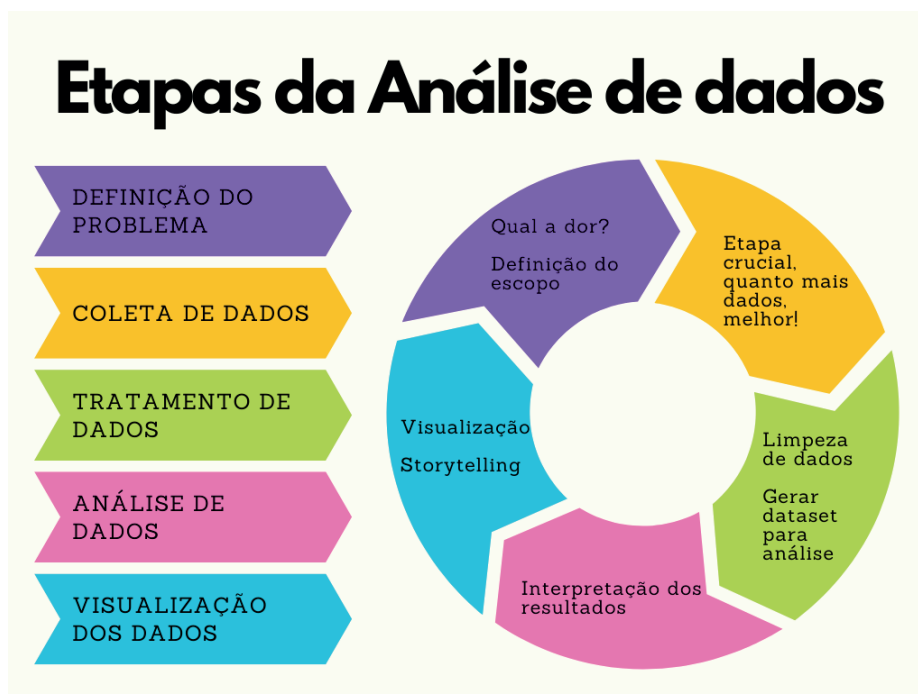 Etapas da Análise de dados
DEFINIÇÃO DO
PROBLEMA
COLETA DE DADOS
TRATAMENTO DE
DADOS
ANÁLISE DE
DADOS
VISUALIZAÇÃO
DOS DADOS
Qual a dor?
Definição do
escopo
Etapa
crucial,
quanto mais
dados,
melhor!
Limpeza
de dados
Gerar
dataset
para
análise
Interpretação dos
resultados
Visualização
Storytelling